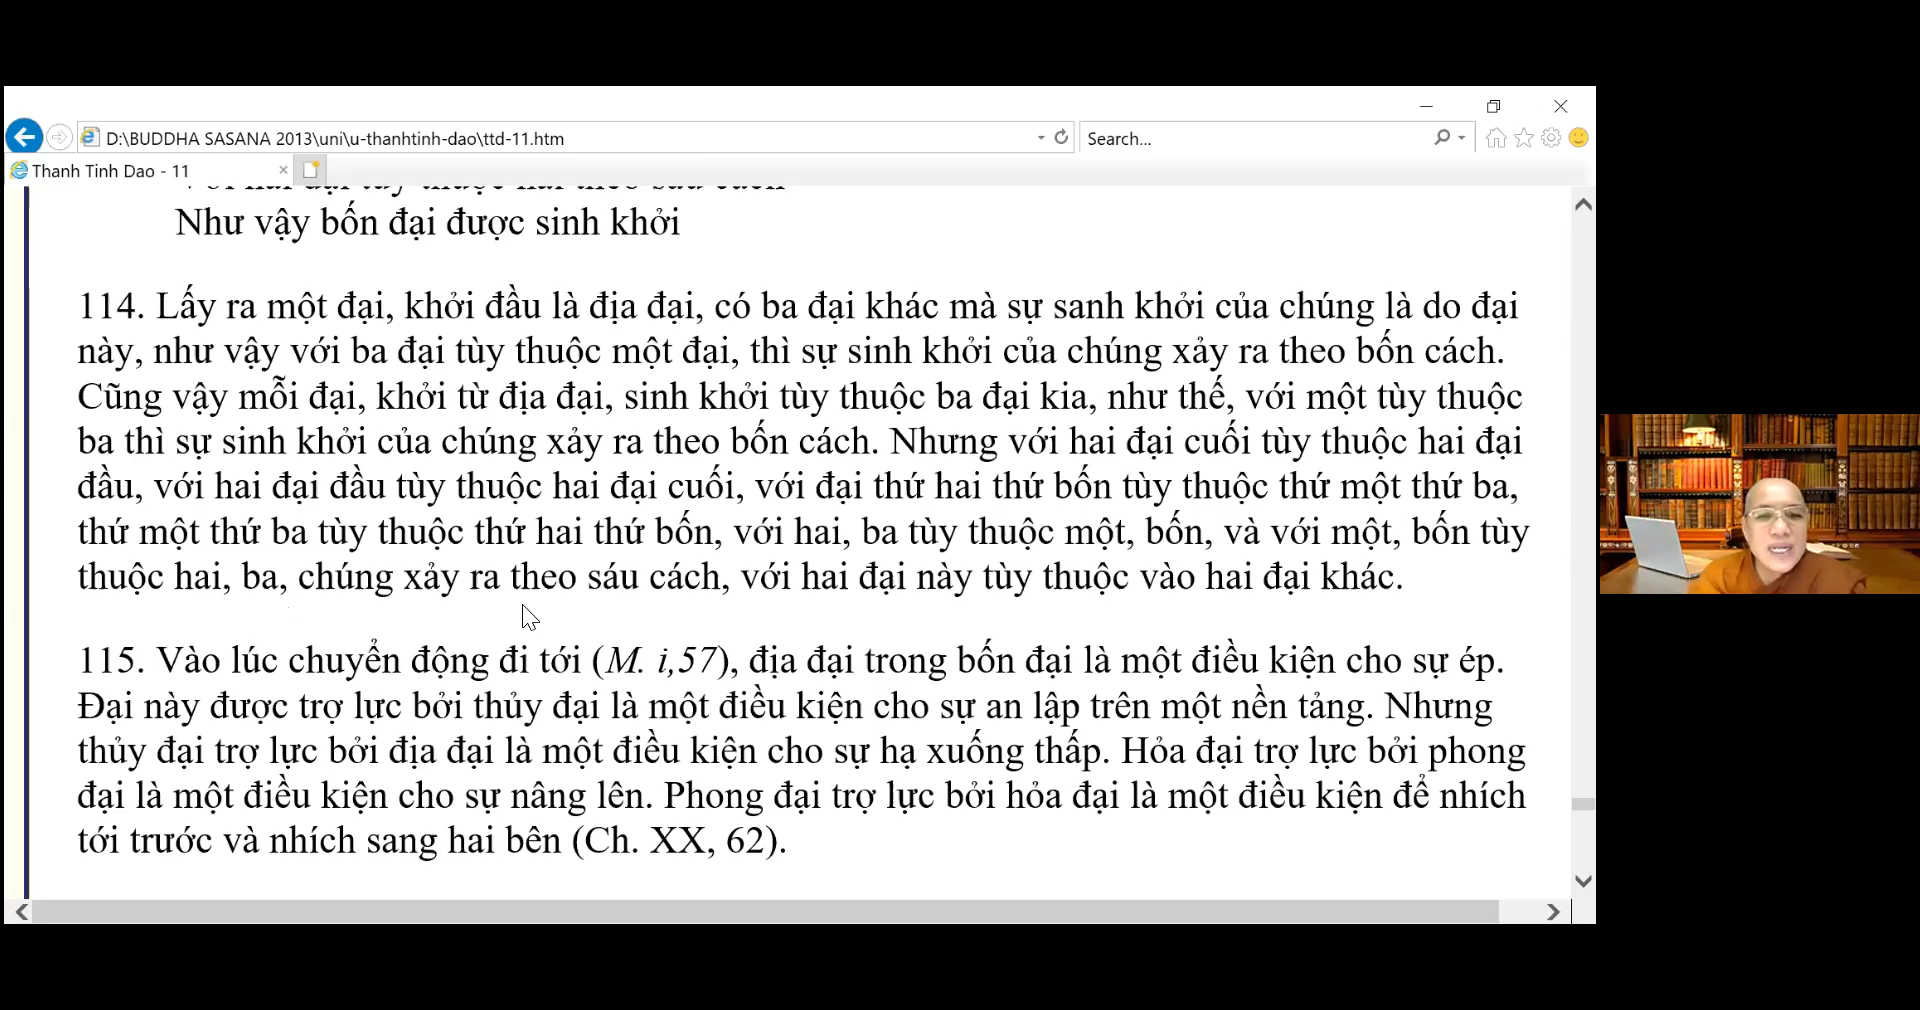 D:\BUDDHA SASANA 2013\uni\u-thanhtinh-dao\ttd-11.htm
Search...
Thanh Tinh Dao - 11
Như vậy bốn đại được sinh khởi
114. Lấy ra một đại, khởi đầu là địa đại, có ba đại khác mà sự sanh khởi của chúng là do đại
này, như vậy với ba đại tùy thuộc một đại, thì sự sinh khởi của chúng xảy ra theo bốn cách.
Cũng vậy mỗi đại, khởi từ địa đại, sinh khởi tùy thuộc ba đại kia, như thế, với một tùy thuộc
ba thì sự sinh khởi của chúng xảy ra theo bốn cách. Nhưng với hai đại cuối tùy thuộc hai đại
đầu, với hai đại đầu tùy thuộc hai đại cuối, với đại thứ hai thứ bốn tùy thuộc thứ một thứ ba,
thứ một thứ ba tùy thuộc thứ hai thứ bốn, với hai, ba tùy thuộc một, bốn, và với một, bốn tùy
thuộc hai, ba, chúng xảy ra theo sáu cách, với hai đại này tùy thuộc vào hai đại khác.
115. Vào lúc chuyển động đi tới (M. i,57), địa đại trong bốn đại là một điều kiện cho sự ép.
Đại này được trợ lực bởi thủy đại là một điều kiện cho sự an lập trên một nền tảng. Nhưng
thủy đại trợ lực bởi địa đại là một điều kiện cho sự hạ xuống thấp. Hỏa đại trợ lực bởi phong
đại là một điều kiện cho sự nâng lên. Phong đại trợ lực bởi hỏa đại là một điều kiện để nhích
tới trước và nhích sang hai bên (Ch. XX, 62).